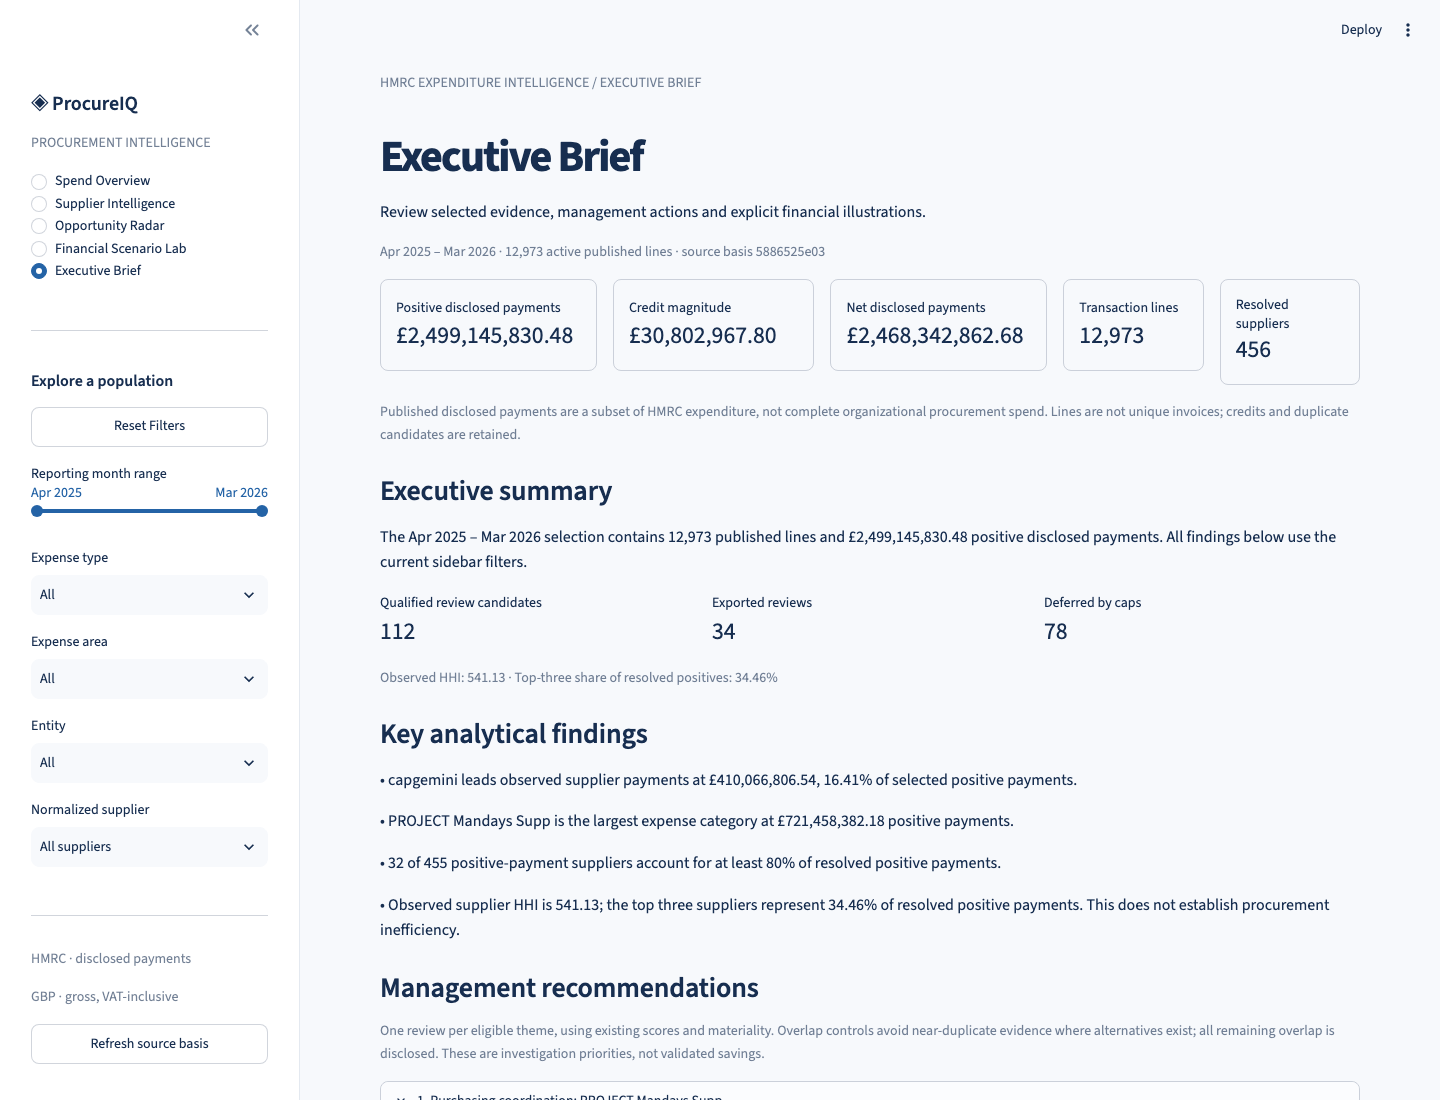 ProcureIQ
PROCUREMENT INTELLIGENCE
Spend Overview
Supplier Intelligence
Opportunity Radar
Financial Scenario Lab
Executive Brief
Explore a population
Reset Filters
Reporting month range
Apr 2025 Mar 2026
Expense type
All
Expense area
All
Entity
All
Normalized supplier
All suppliers
HMRC · disclosed payments
GBP · gross, VAT-inclusive
Refresh source basis
Deploy
HMRC EXPENDITURE INTELLIGENCE / EXECUTIVE BRIEF
Executive Brief
Review selected evidence, management actions and explicit financial illustrations.
Apr 2025 – Mar 2026 · 12,973 active published lines · source basis 5886525e03
Positive disclosed payments
£2,499,145,830.48
Credit magnitude
£30,802,967.80
Net disclosed payments
£2,468,342,862.68
Transaction lines
12,973
Resolved
suppliers
456
Published disclosed payments are a subset of HMRC expenditure, not complete organizational procurement spend. Lines are not unique invoices; credits and duplicate
candidates are retained.
Executive summary
The Apr 2025 – Mar 2026 selection contains 12,973 published lines and £2,499,145,830.48 positive disclosed payments. All findings below use the
current sidebar filters.
Qualified review candidates
112
Exported reviews
34
Deferred by caps
78
Observed HHI: 541.13 · Top-three share of resolved positives: 34.46%
Key analytical findings
• capgemini leads observed supplier payments at £410,066,806.54, 16.41% of selected positive payments.
• PROJECT Mandays Supp is the largest expense category at £721,458,382.18 positive payments.
• 32 of 455 positive-payment suppliers account for at least 80% of resolved positive payments.
• Observed supplier HHI is 541.13; the top three suppliers represent 34.46% of resolved positive payments. This does not establish procurement
inefficiency.
Management recommendations
One review per eligible theme, using existing scores and materiality. Overlap controls avoid near-duplicate evidence where alternatives exist; all remaining overlap is
disclosed. These are investigation priorities, not validated savings.
1. Purchasing coordination: PROJECT Mandays Supp